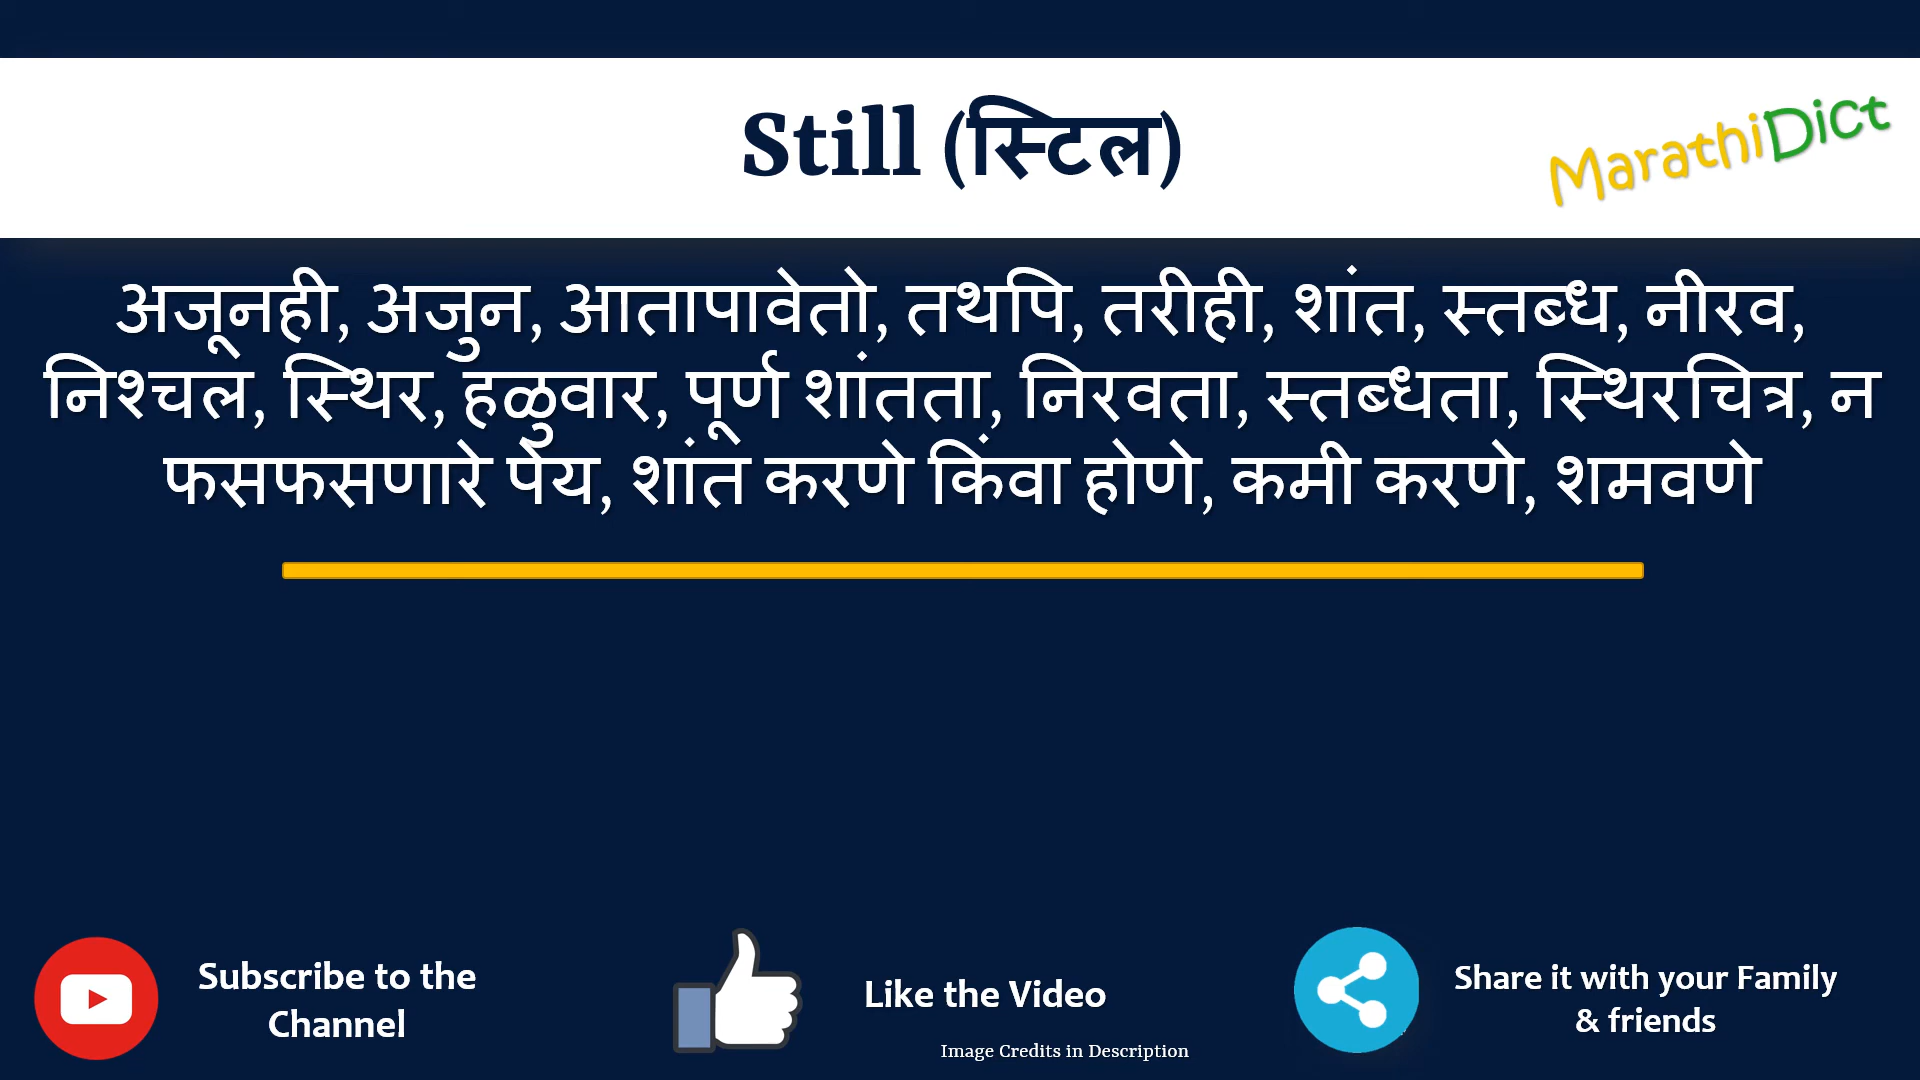 Still (स्टिल)
MarathiDict
अजूनही, अजुन, आतापावेतो, तथपि, तरीही, शांत, स्तब्ध, नीरव,
निश्चल, स्थिर, हळुवार, पूर्ण शांतता, निरवता, स्तब्धता, स्थिरचित्र, न
फसफसणारे पेय, शांत करणे किंवा होणे, कमी करणे, शमवणे
Subscribe to the
Channel
Like the Video
Share it with your Family
& friends
Image Credits in Description